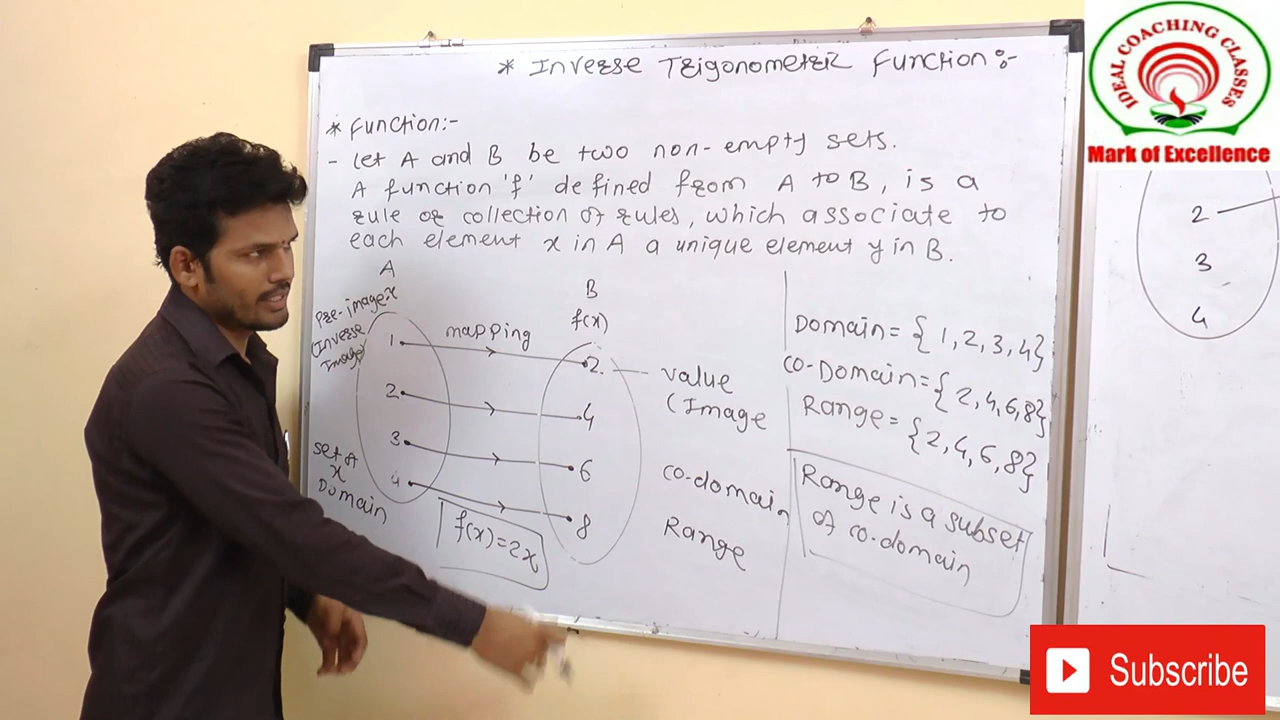 * Inverse Trigonometric Function :-
* Function:-
- Let A and B be two non-empty sets.
A function 'f' defined from A to B, is a
rule or collection of rules, which associate to
each element x in A a unique element y in B.
A
Pre-image x
(Inverse
Image)
1
2
3
4
set of
x
Domain
mapping
f(x)=2x
B
f(x)
2
4
6
8
value
(Image
co-domain
Range
Domain = {1,2,3,4}
co-Domain = {2,4,6,8}
Range = {2,4,6,8}
Range is a subset
of co-domain
2
3
4
IDEAL COACHING CLASSES
Mark of Excellence
Subscribe